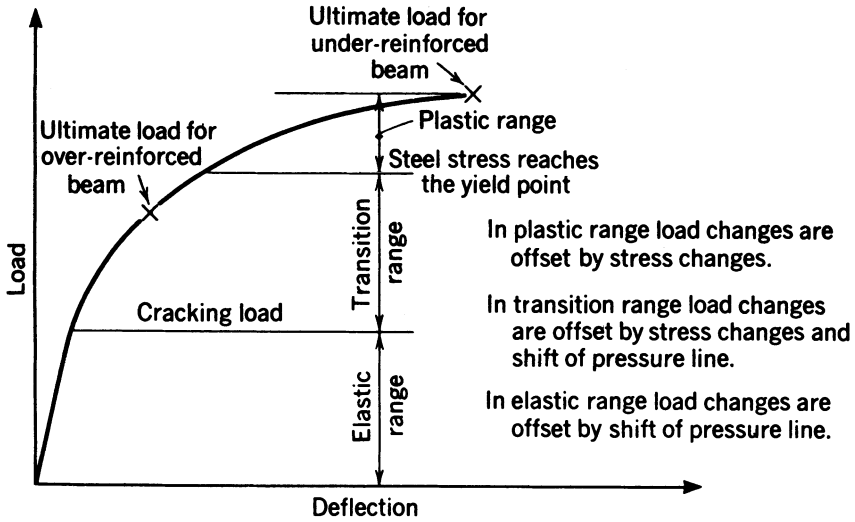 Ultimate load for
under-reinforced
beam
Plastic range
Ultimate load for
over-reinforced
beam
Steel stress reaches
the yield point
Transition
range
In plastic range load changes are
offset by stress changes.
Load
Cracking load
In transition range load changes
are offset by stress changes and
shift of pressure line.
Elastic
range
In elastic range load changes are
offset by shift of pressure line.
Deflection